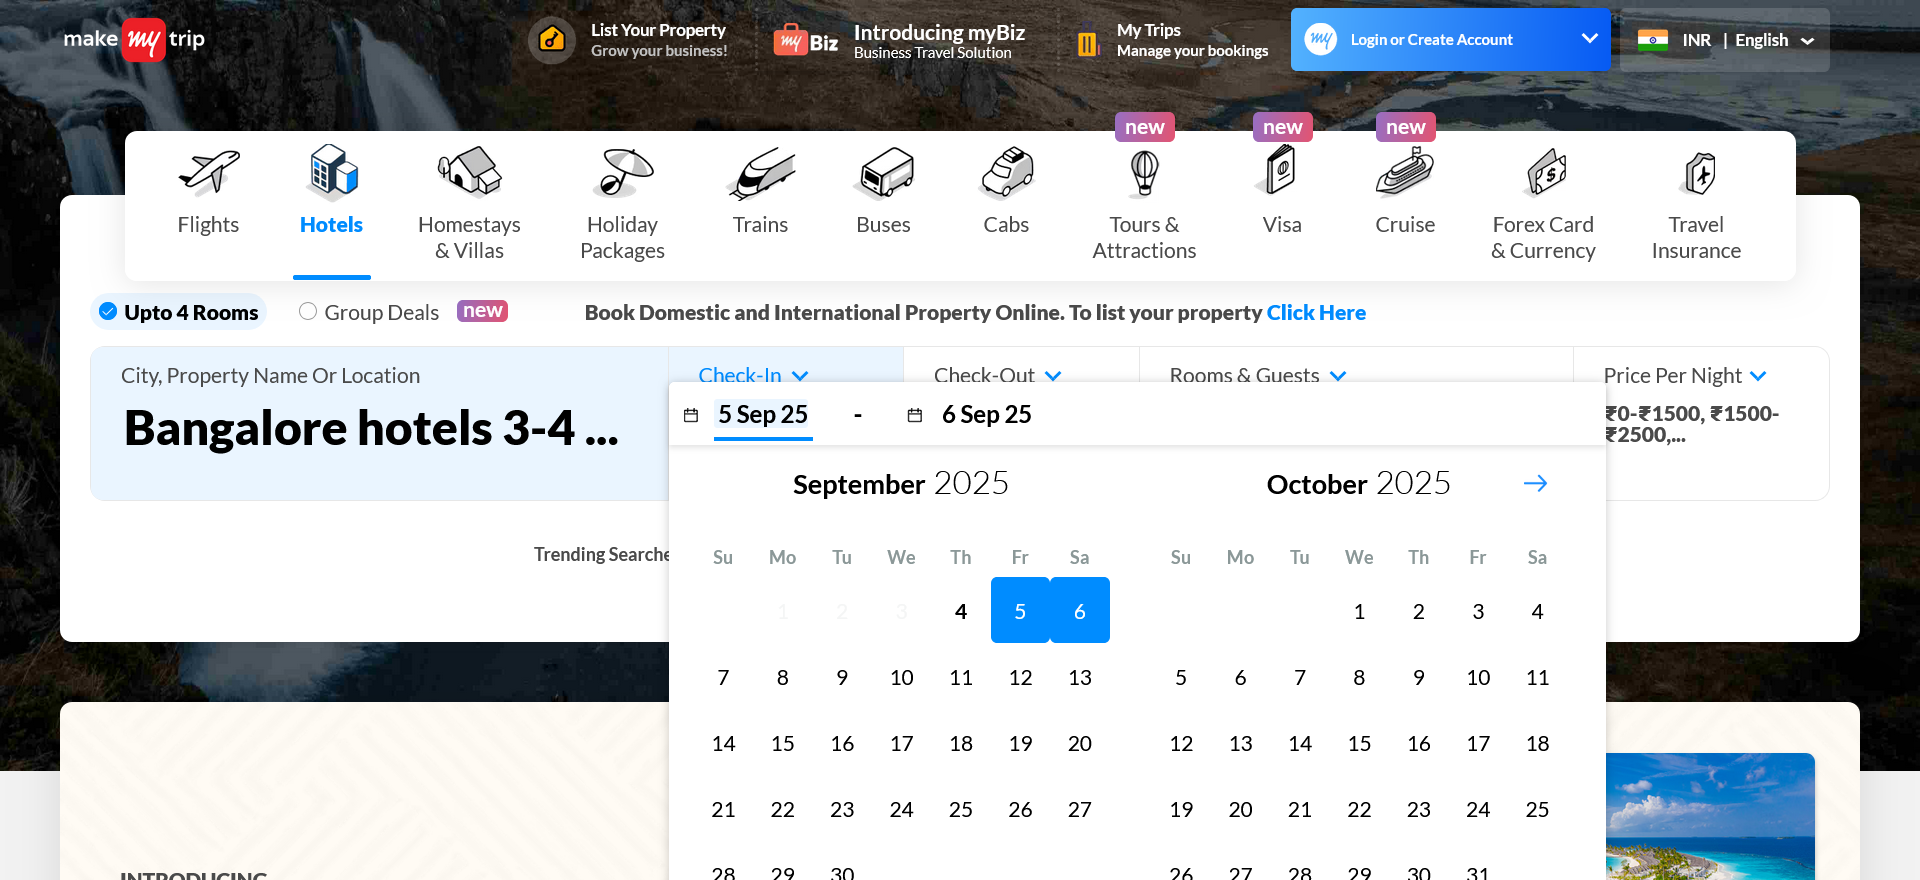 make my trip
List Your Property
Grow your business!
my Biz
Introducing myBiz
Business Travel Solution
My Trips
Manage your bookings
my
Login or Create Account
INR | English
new
new
new
Flights
Hotels
Homestays
& Villas
Holiday
Packages
Trains
Buses
Cabs
Tours &
Attractions
Visa
Cruise
Forex Card
& Currency
Travel
Insurance
Upto 4 Rooms
Group Deals
new
Book Domestic and International Property Online. To list your property Click Here
City, Property Name Or Location
Bangalore hotels 3-4 ...
Check-In
Check-Out
Rooms & Guests
Price Per Night
₹0-₹1500, ₹1500-
₹2500,...
5 Sep 25 - 6 Sep 25
Trending Searche
September 2025
Su Mo Tu We Th Fr Sa
1 2 3 4 5 6
7 8 9 10 11 12 13
14 15 16 17 18 19 20
21 22 23 24 25 26 27
28 29 30
October 2025
Su Mo Tu We Th Fr Sa
1 2 3 4
5 6 7 8 9 10 11
12 13 14 15 16 17 18
19 20 21 22 23 24 25
26 27 28 29 30 31
INTRODUCING